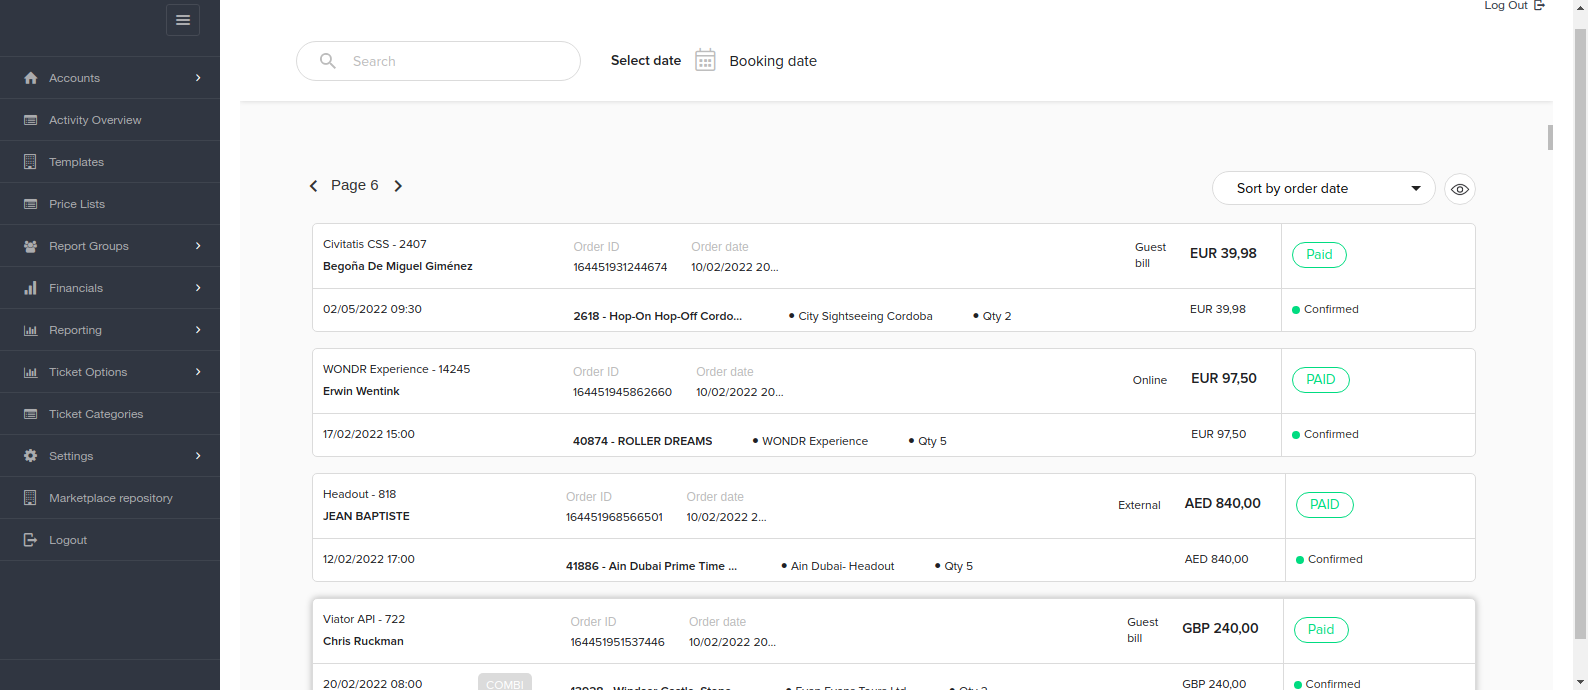 Log Out
Search
Select date
Booking date
Accounts
Activity Overview
Templates
Price Lists
Report Groups
Financials
Reporting
Ticket Options
Ticket Categories
Settings
Marketplace repository
Logout
Page 6
Sort by order date
Civitatis CSS - 2407
Begoña De Miguel Giménez
Order ID
164451931244674
Order date
10/02/2022 20...
Guest
bill
EUR 39,98
Paid
02/05/2022 09:30
2618 - Hop-On Hop-Off Cordo...
• City Sightseeing Cordoba
• Qty 2
EUR 39,98
Confirmed
WONDR Experience - 14245
Erwin Wentink
Order ID
164451945862660
Order date
10/02/2022 20...
Online
EUR 97,50
PAID
17/02/2022 15:00
40874 - ROLLER DREAMS
• WONDR Experience
• Qty 5
EUR 97,50
Confirmed
Headout - 818
JEAN BAPTISTE
Order ID
164451968566501
Order date
10/02/2022 2...
External
AED 840,00
PAID
12/02/2022 17:00
41886 - Ain Dubai Prime Time ...
• Ain Dubai- Headout
• Qty 5
AED 840,00
Confirmed
Viator API - 722
Chris Ruckman
Order ID
164451951537446
Order date
10/02/2022 20...
Guest
bill
GBP 240,00
Paid
20/02/2022 08:00
COMBI
Windsor Castle, Stone
• Evan Evans Tours Ltd
• Qty
GBP 240,00
Confirmed